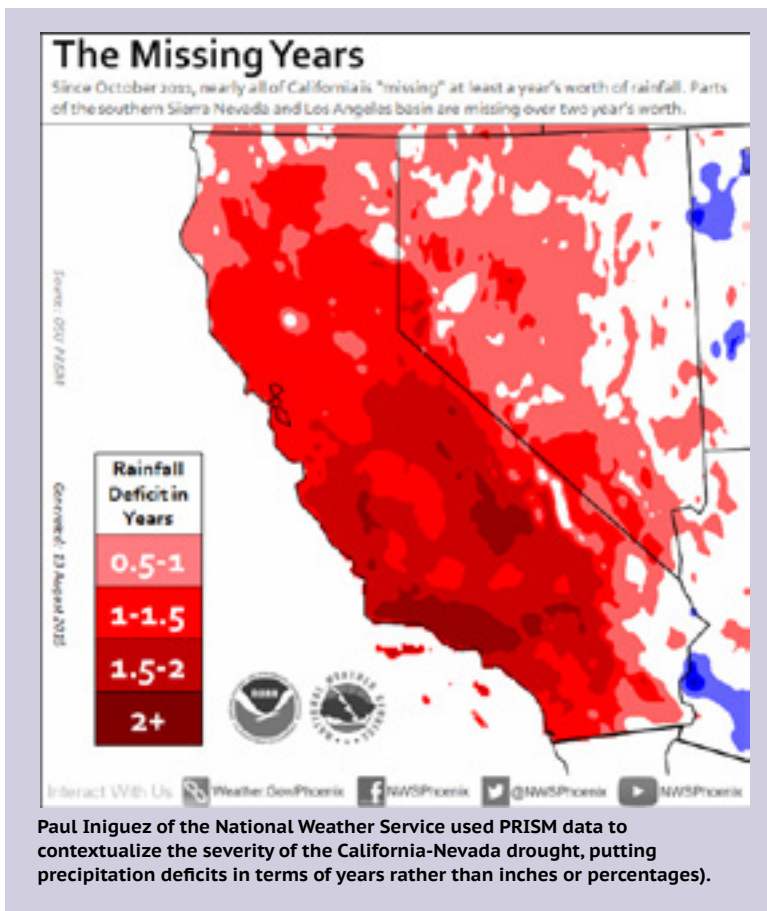 The Missing Years
Since October 2011, nearly all of California is "missing" at least a year's worth of rainfall. Parts
of the southern Sierra Nevada and Los Angeles basin are missing over two year's worth.
Source: OSU PRISM
Generated: 13 August 2015
Rainfall
Deficit in
Years
0.5-1
1-1.5
1.5-2
2+
NOAA
NATIONAL WEATHER SERVICE
Interact With Us
Weather.Gov/Phoenix
NWSPhoenix
@NWSPhoenix
NWSPhoenix
Paul Iniguez of the National Weather Service used PRISM data to
contextualize the severity of the California-Nevada drought, putting
precipitation deficits in terms of years rather than inches or percentages).